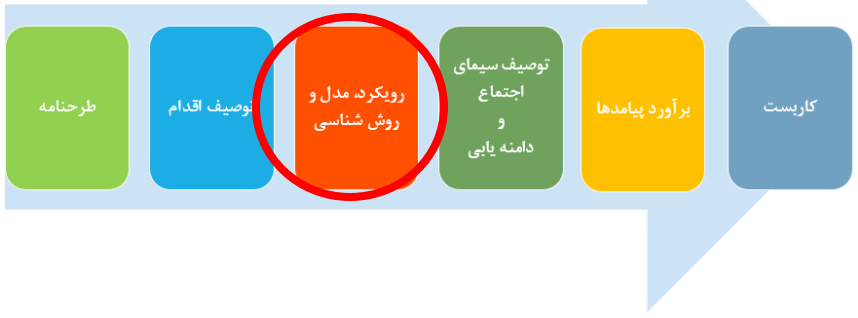 طرحنامه
توصیف اقدام
رویکرد، مدل و
روش شناسی
توصیف سیمای
اجتماع
و
دامنه یابی
برآورد پیامدها
کاربست